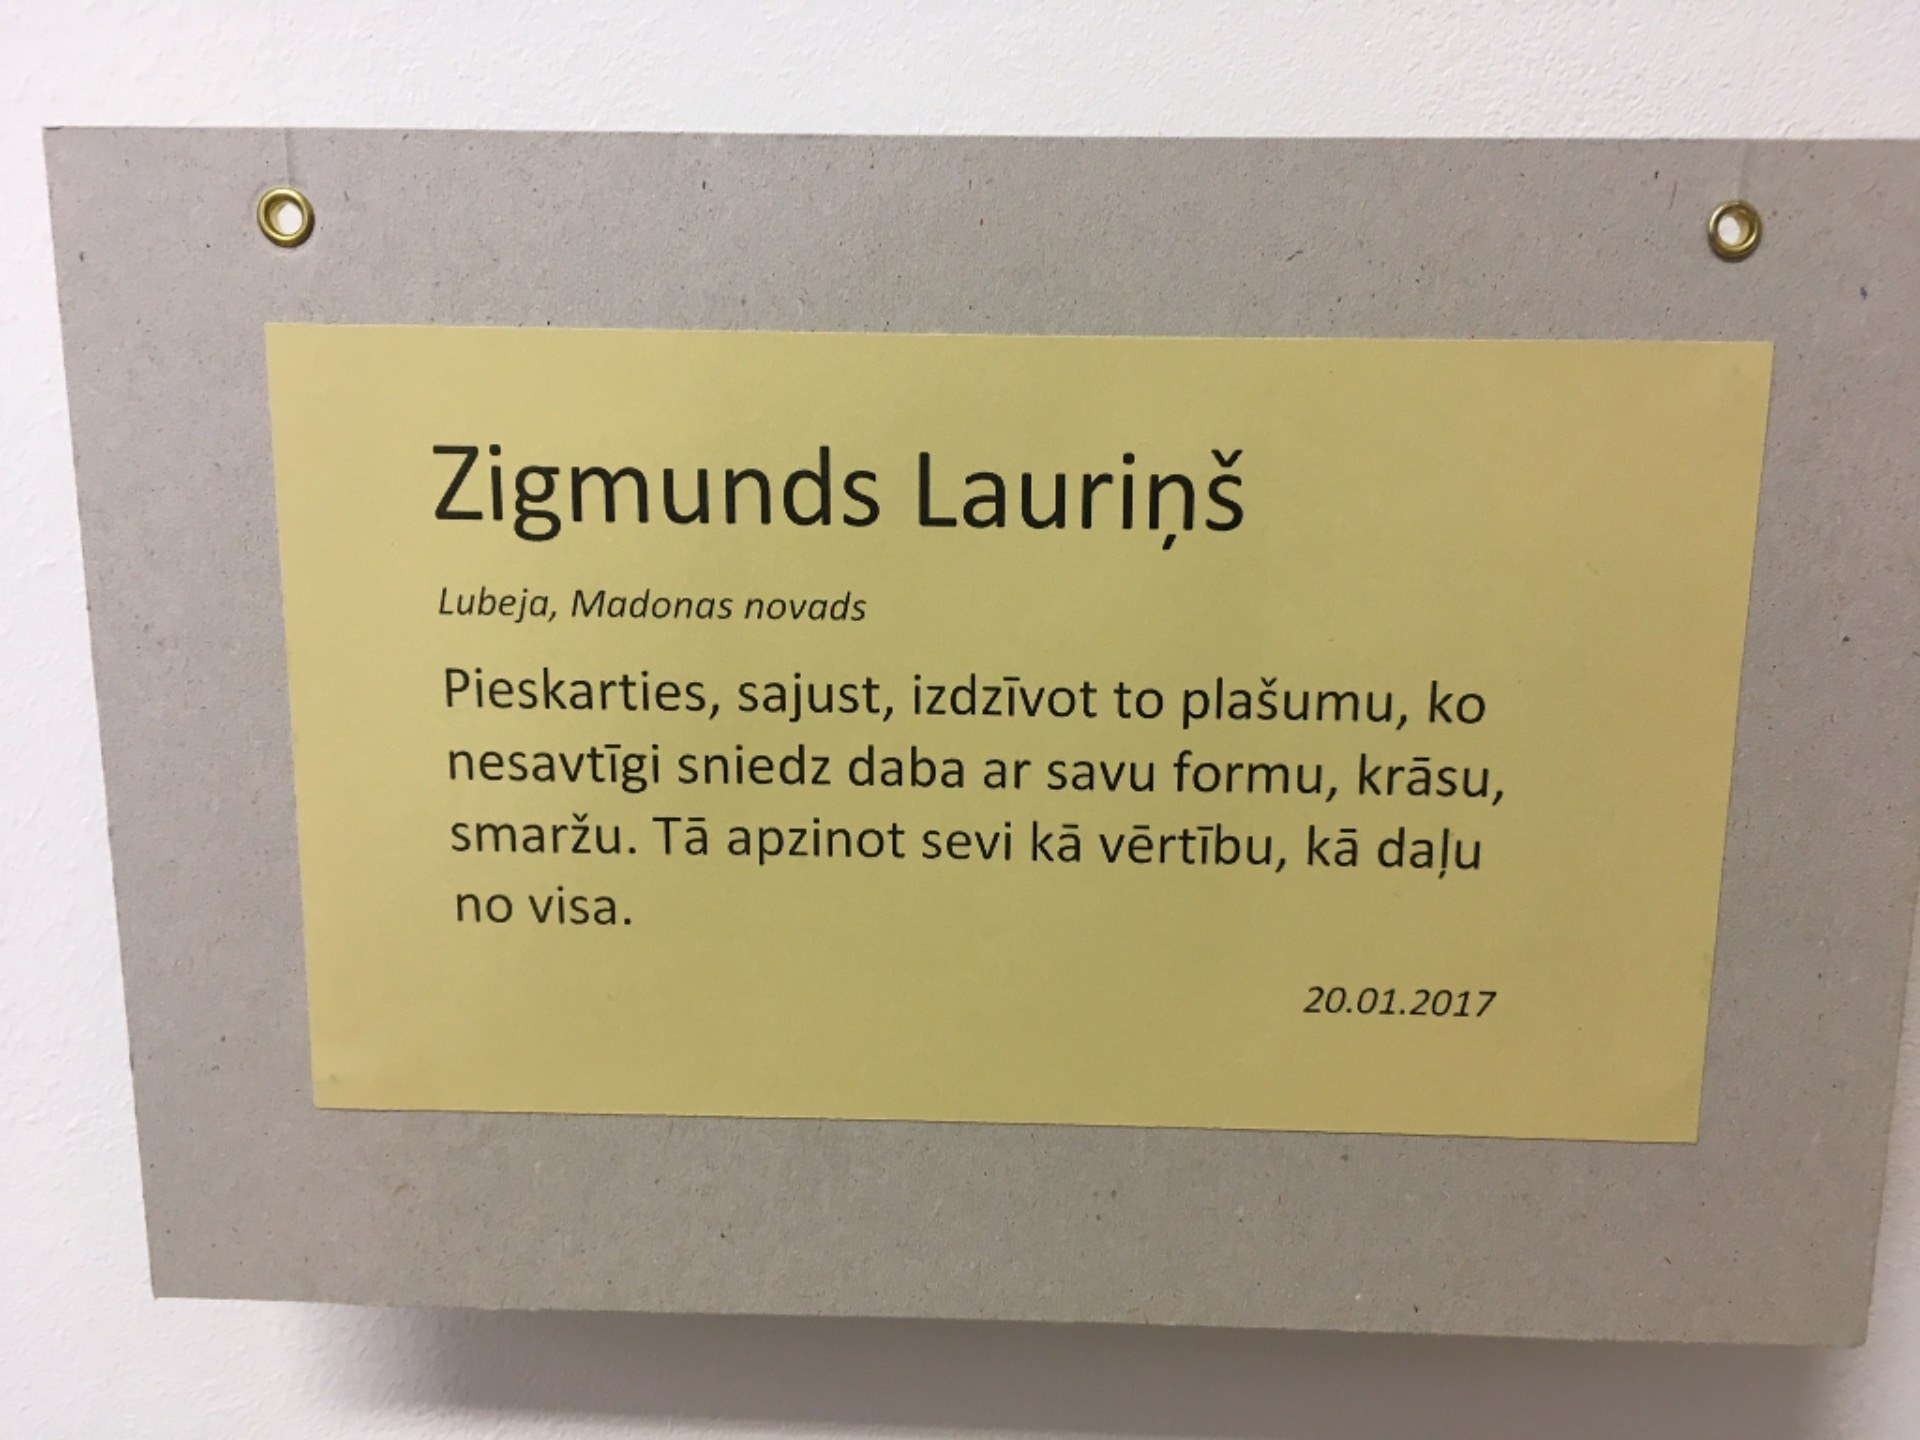 Zigmunds Lauriņš
Lubeja, Madonas novads
Pieskarties, sajust, izdzīvot to plašumu, ko
nesavtīgi sniedz daba ar savu formu, krāsu,
smaržu. Tā apzinot sevi kā vērtību, kā daļu
no visa.
20.01.2017